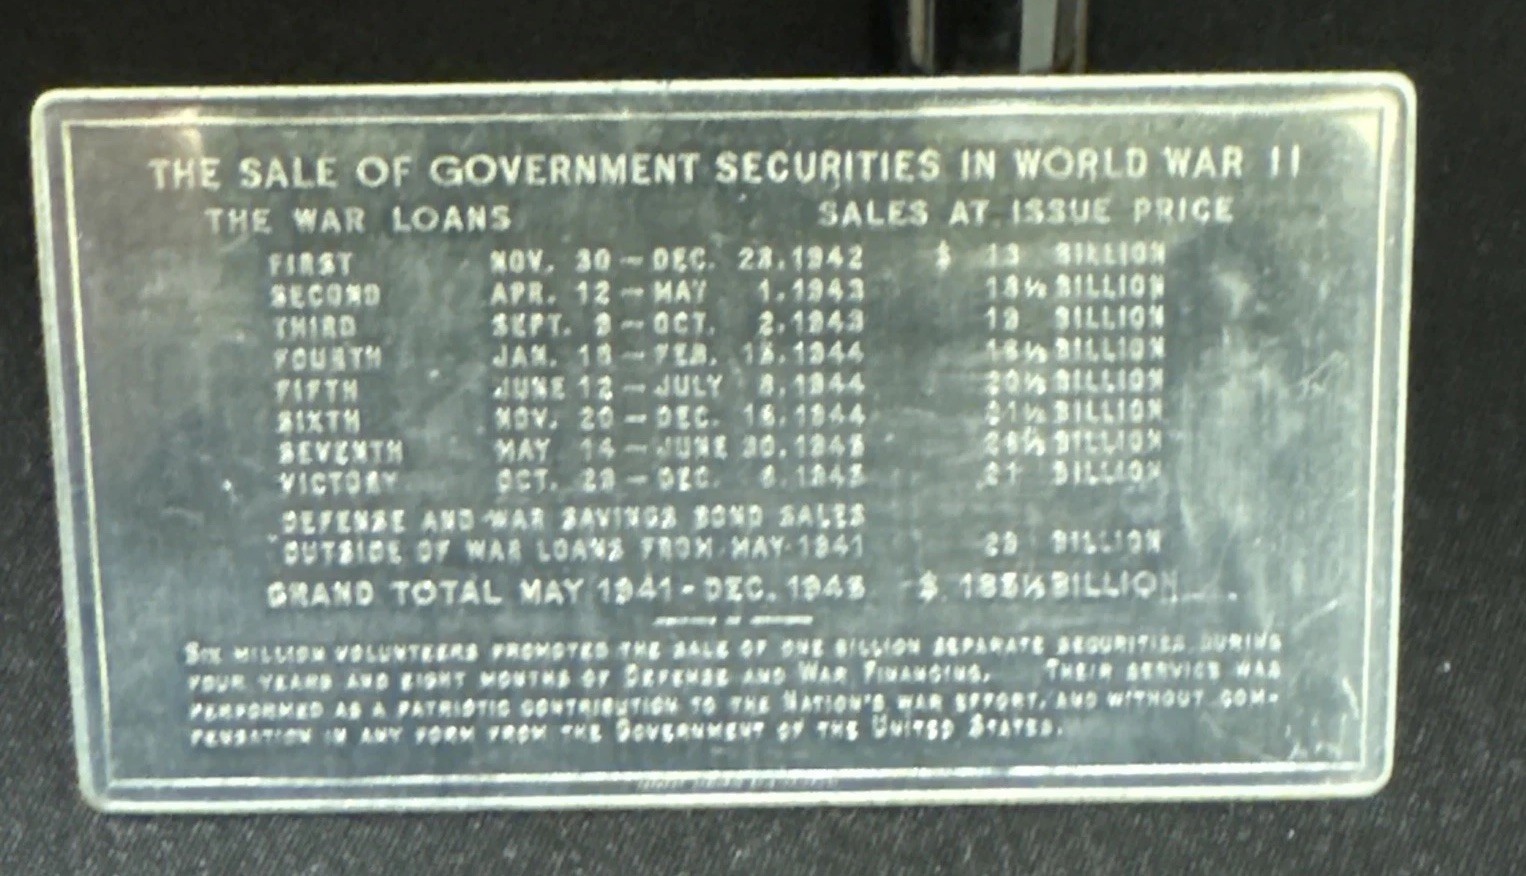 THE SALE OF GOVERNMENT SECURITIES IN WORLD WAR II
THE WAR LOANS SALES AT ISSUE PRICE
FIRST NOV. 30 – DEC. 23, 1942 $ 13 BILLION
SECOND APR. 12 – MAY 1, 1943 18½ BILLION
THIRD SEPT. 9 – OCT. 2, 1943 19 BILLION
FOURTH JAN. 18 – FEB. 15, 1944 16½ BILLION
FIFTH JUNE 12 – JULY 8, 1944 20½ BILLION
SIXTH NOV. 20 – DEC. 16, 1944 21½ BILLION
SEVENTH MAY 14 – JUNE 30, 1945 26½ BILLION
VICTORY OCT. 29 – DEC. 8, 1945 21 BILLION
DEFENSE AND WAR SAVINGS BOND SALES
OUTSIDE OF WAR LOANS FROM MAY 1941 29 BILLION
GRAND TOTAL MAY 1941 - DEC. 1945 $ 185½ BILLION
SIX MILLION VOLUNTEERS PROMOTED THE SALE OF ONE BILLION SEPARATE SECURITIES DURING
FOUR YEARS AND EIGHT MONTHS OF DEFENSE AND WAR FINANCING. THEIR SERVICE WAS
PERFORMED AS A PATRIOTIC CONTRIBUTION TO THE NATION'S WAR EFFORT, AND WITHOUT COM-
PENSATION IN ANY FORM FROM THE GOVERNMENT OF THE UNITED STATES.